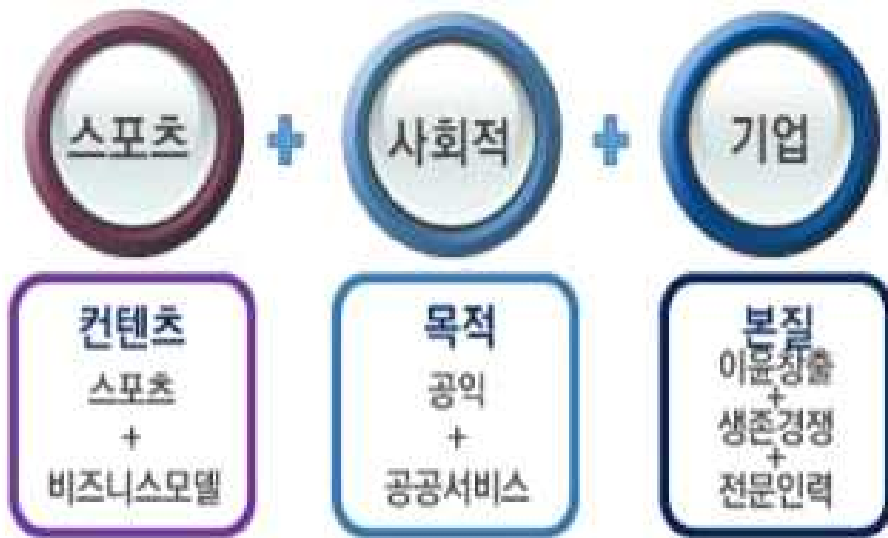 스포츠 + 사회적 + 기업
컨텐츠
스포츠
+
비즈니스모델
목적
공익
+
공공서비스
본질
이윤창출
+
생존경쟁
+
전문인력